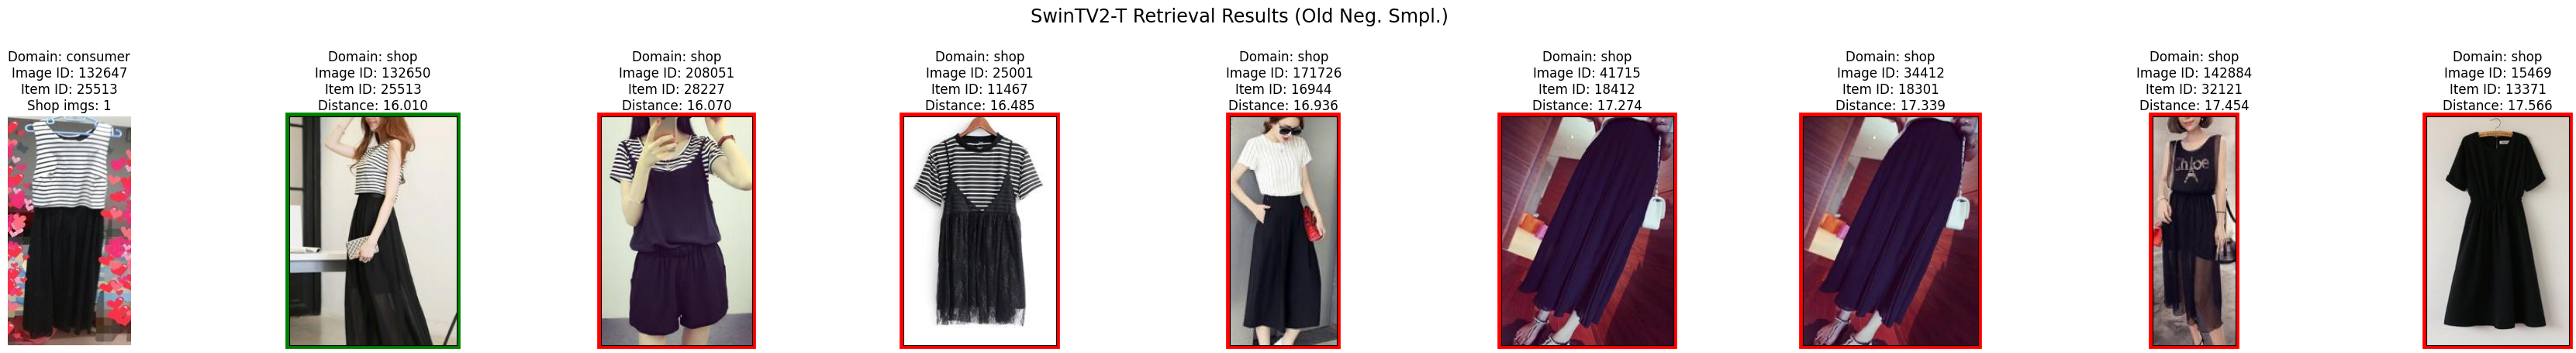 SwinTV2-T Retrieval Results (Old Neg. Smpl.)
Domain: consumer
Image ID: 132647
Item ID: 25513
Shop imgs: 1
Domain: shop
Image ID: 132650
Item ID: 25513
Distance: 16.010
Domain: shop
Image ID: 208051
Item ID: 28227
Distance: 16.070
Domain: shop
Image ID: 25001
Item ID: 11467
Distance: 16.485
Domain: shop
Image ID: 171726
Item ID: 16944
Distance: 16.936
Domain: shop
Image ID: 41715
Item ID: 18412
Distance: 17.274
Domain: shop
Image ID: 34412
Item ID: 18301
Distance: 17.339
Domain: shop
Image ID: 142884
Item ID: 32121
Distance: 17.454
Chloe
Domain: shop
Image ID: 15469
Item ID: 13371
Distance: 17.566